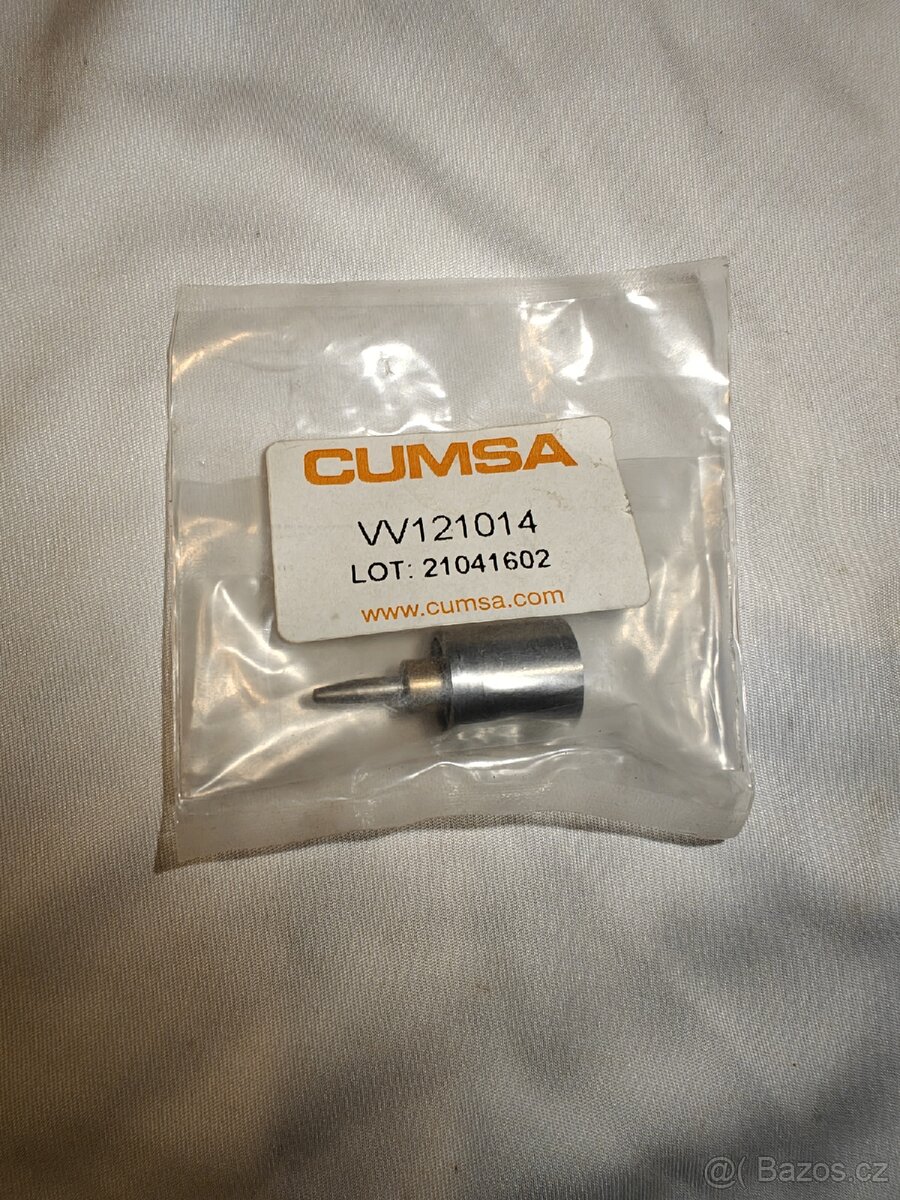 CUMSA
VV121014
LOT: 21041602
www.cumsa.com
@( Bazos.cz